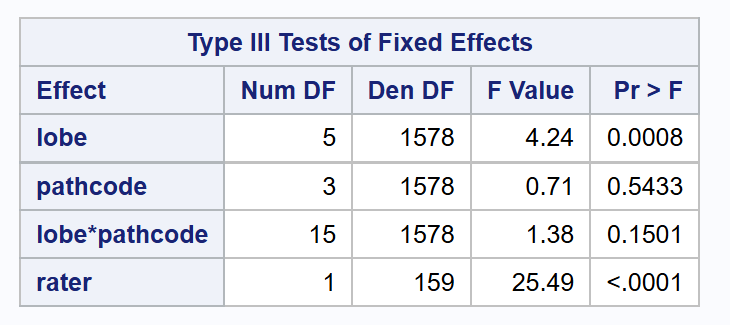 Type III Tests of Fixed Effects
Effect Num DF Den DF F Value Pr > F
lobe 5 1578 4.24 0.0008
pathcode 3 1578 0.71 0.5433
lobe*pathcode 15 1578 1.38 0.1501
rater 1 159 25.49 <.0001